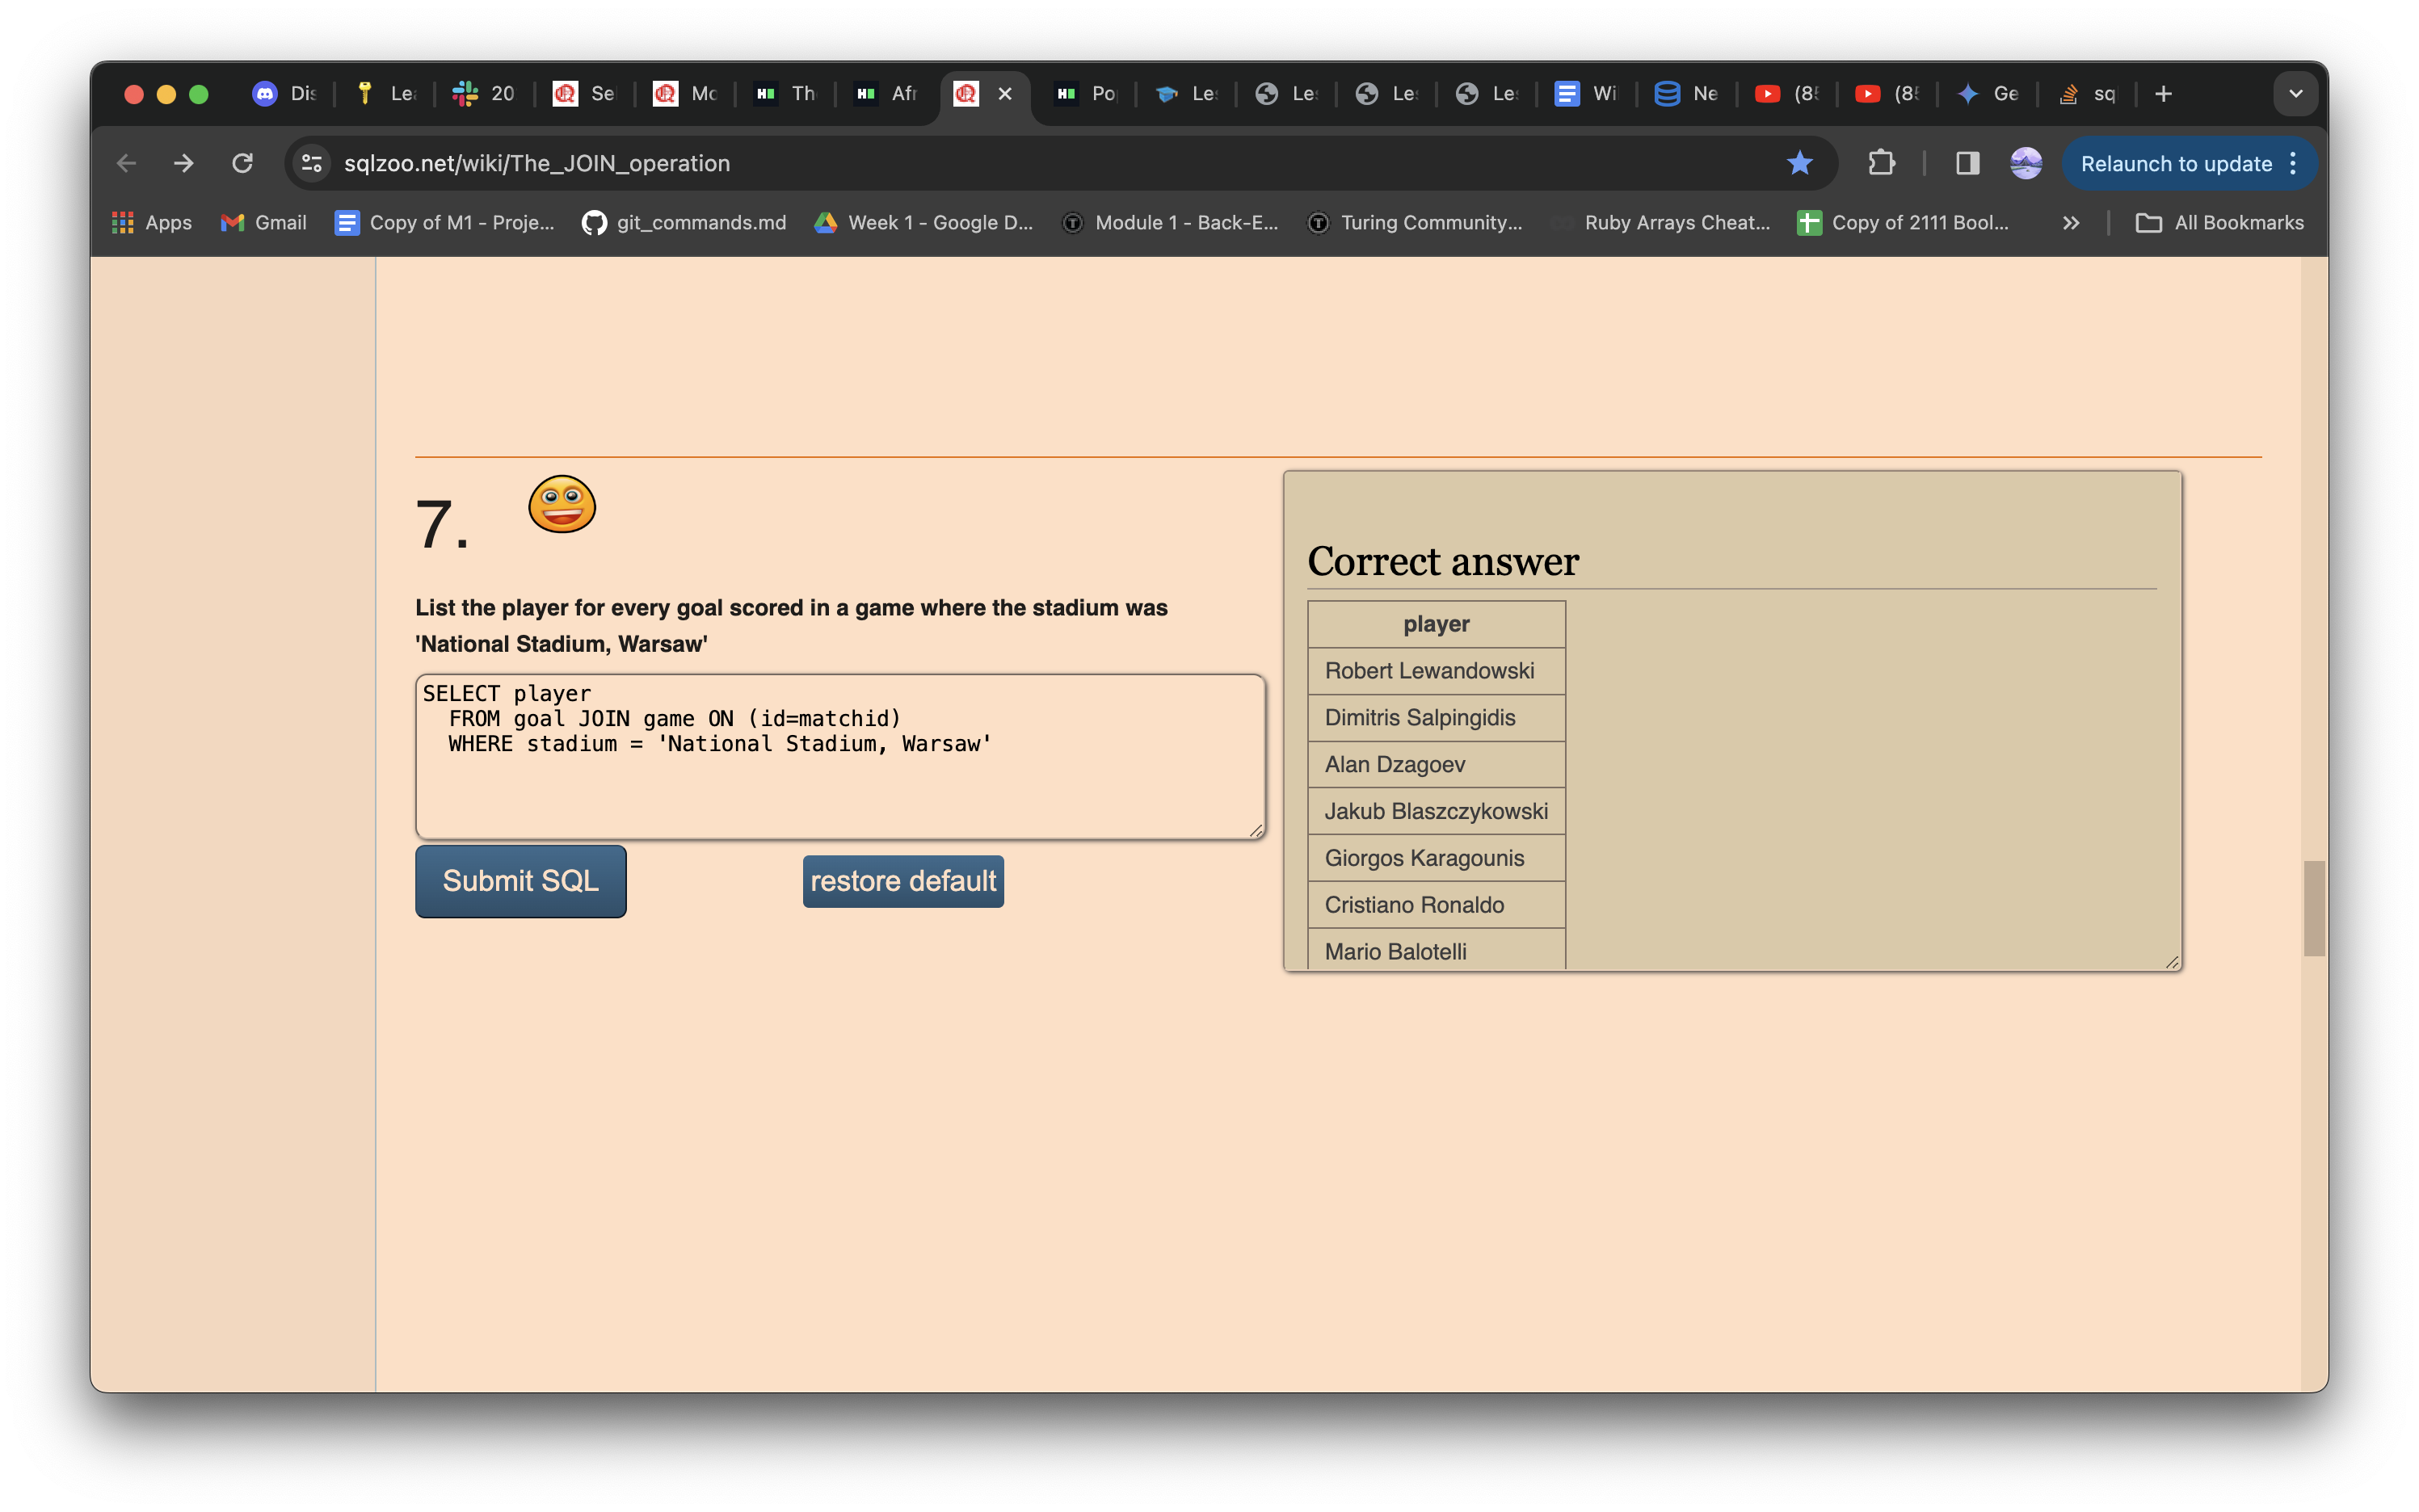 Dis
Lea
20
Se
Mo
Th
Afr
Po
Le
Le
Le
Le
Wi
Ne
(8
(8
Ge
sq
sqlzoo.net/wiki/The_JOIN_operation
Relaunch to update
Apps
Gmail
Copy of M1 - Proje...
git_commands.md
Week 1 - Google D...
Module 1 - Back-E...
Turing Community...
Ruby Arrays Cheat...
Copy of 2111 Bool...
All Bookmarks
7.
List the player for every goal scored in a game where the stadium was
'National Stadium, Warsaw'
SELECT player
FROM goal JOIN game ON (id=matchid)
WHERE stadium = 'National Stadium, Warsaw'
Submit SQL
restore default
Correct answer
player
Robert Lewandowski
Dimitris Salpingidis
Alan Dzagoev
Jakub Blaszczykowski
Giorgos Karagounis
Cristiano Ronaldo
Mario Balotelli